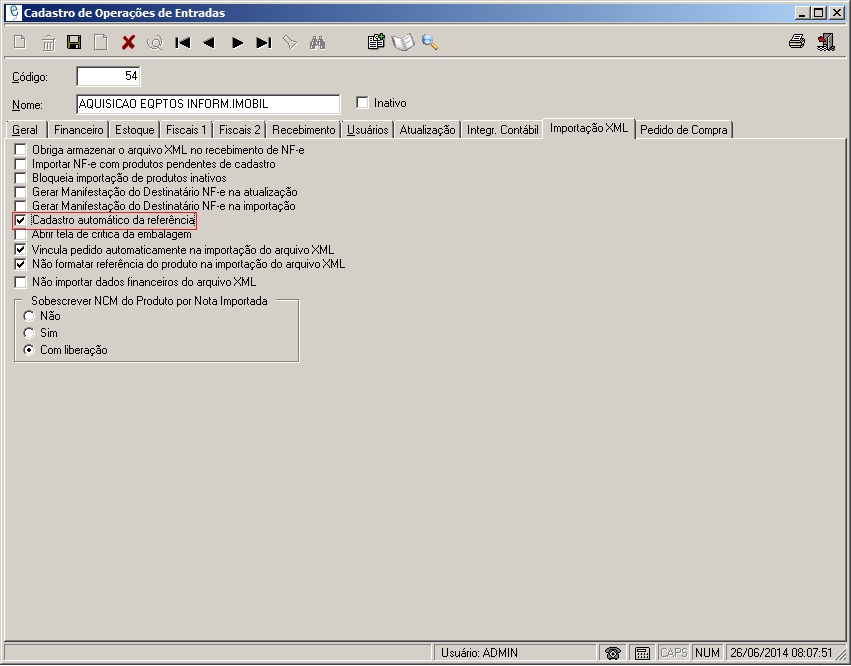 Cadastro de Operações de Entradas
Código: 54
Nome: AQUISICAO EQPTOS INFORM.IMOBIL Inativo
Geral Financeiro Estoque Fiscais 1 Fiscais 2 Recebimento Usuários Atualização Integr. Contábil Importação XML Pedido de Compra
Obriga armazenar o arquivo XML no recebimento de NF-e
Importar NF-e com produtos pendentes de cadastro
Bloqueia importação de produtos inativos
Gerar Manifestação do Destinatário NF-e na atualização
Gerar Manifestação do Destinatário NF-e na importação
Cadastro automático da referência
Abrir tela de crítica da embalagem
Vincula pedido automaticamente na importação do arquivo XML
Não formatar referência do produto na importação do arquivo XML
Não importar dados financeiros do arquivo XML
Sobescrever NCM do Produto por Nota Importada
Não
Sim
Com liberação
Usuário: ADMIN CAPS NUM 26/06/2014 08:07:51